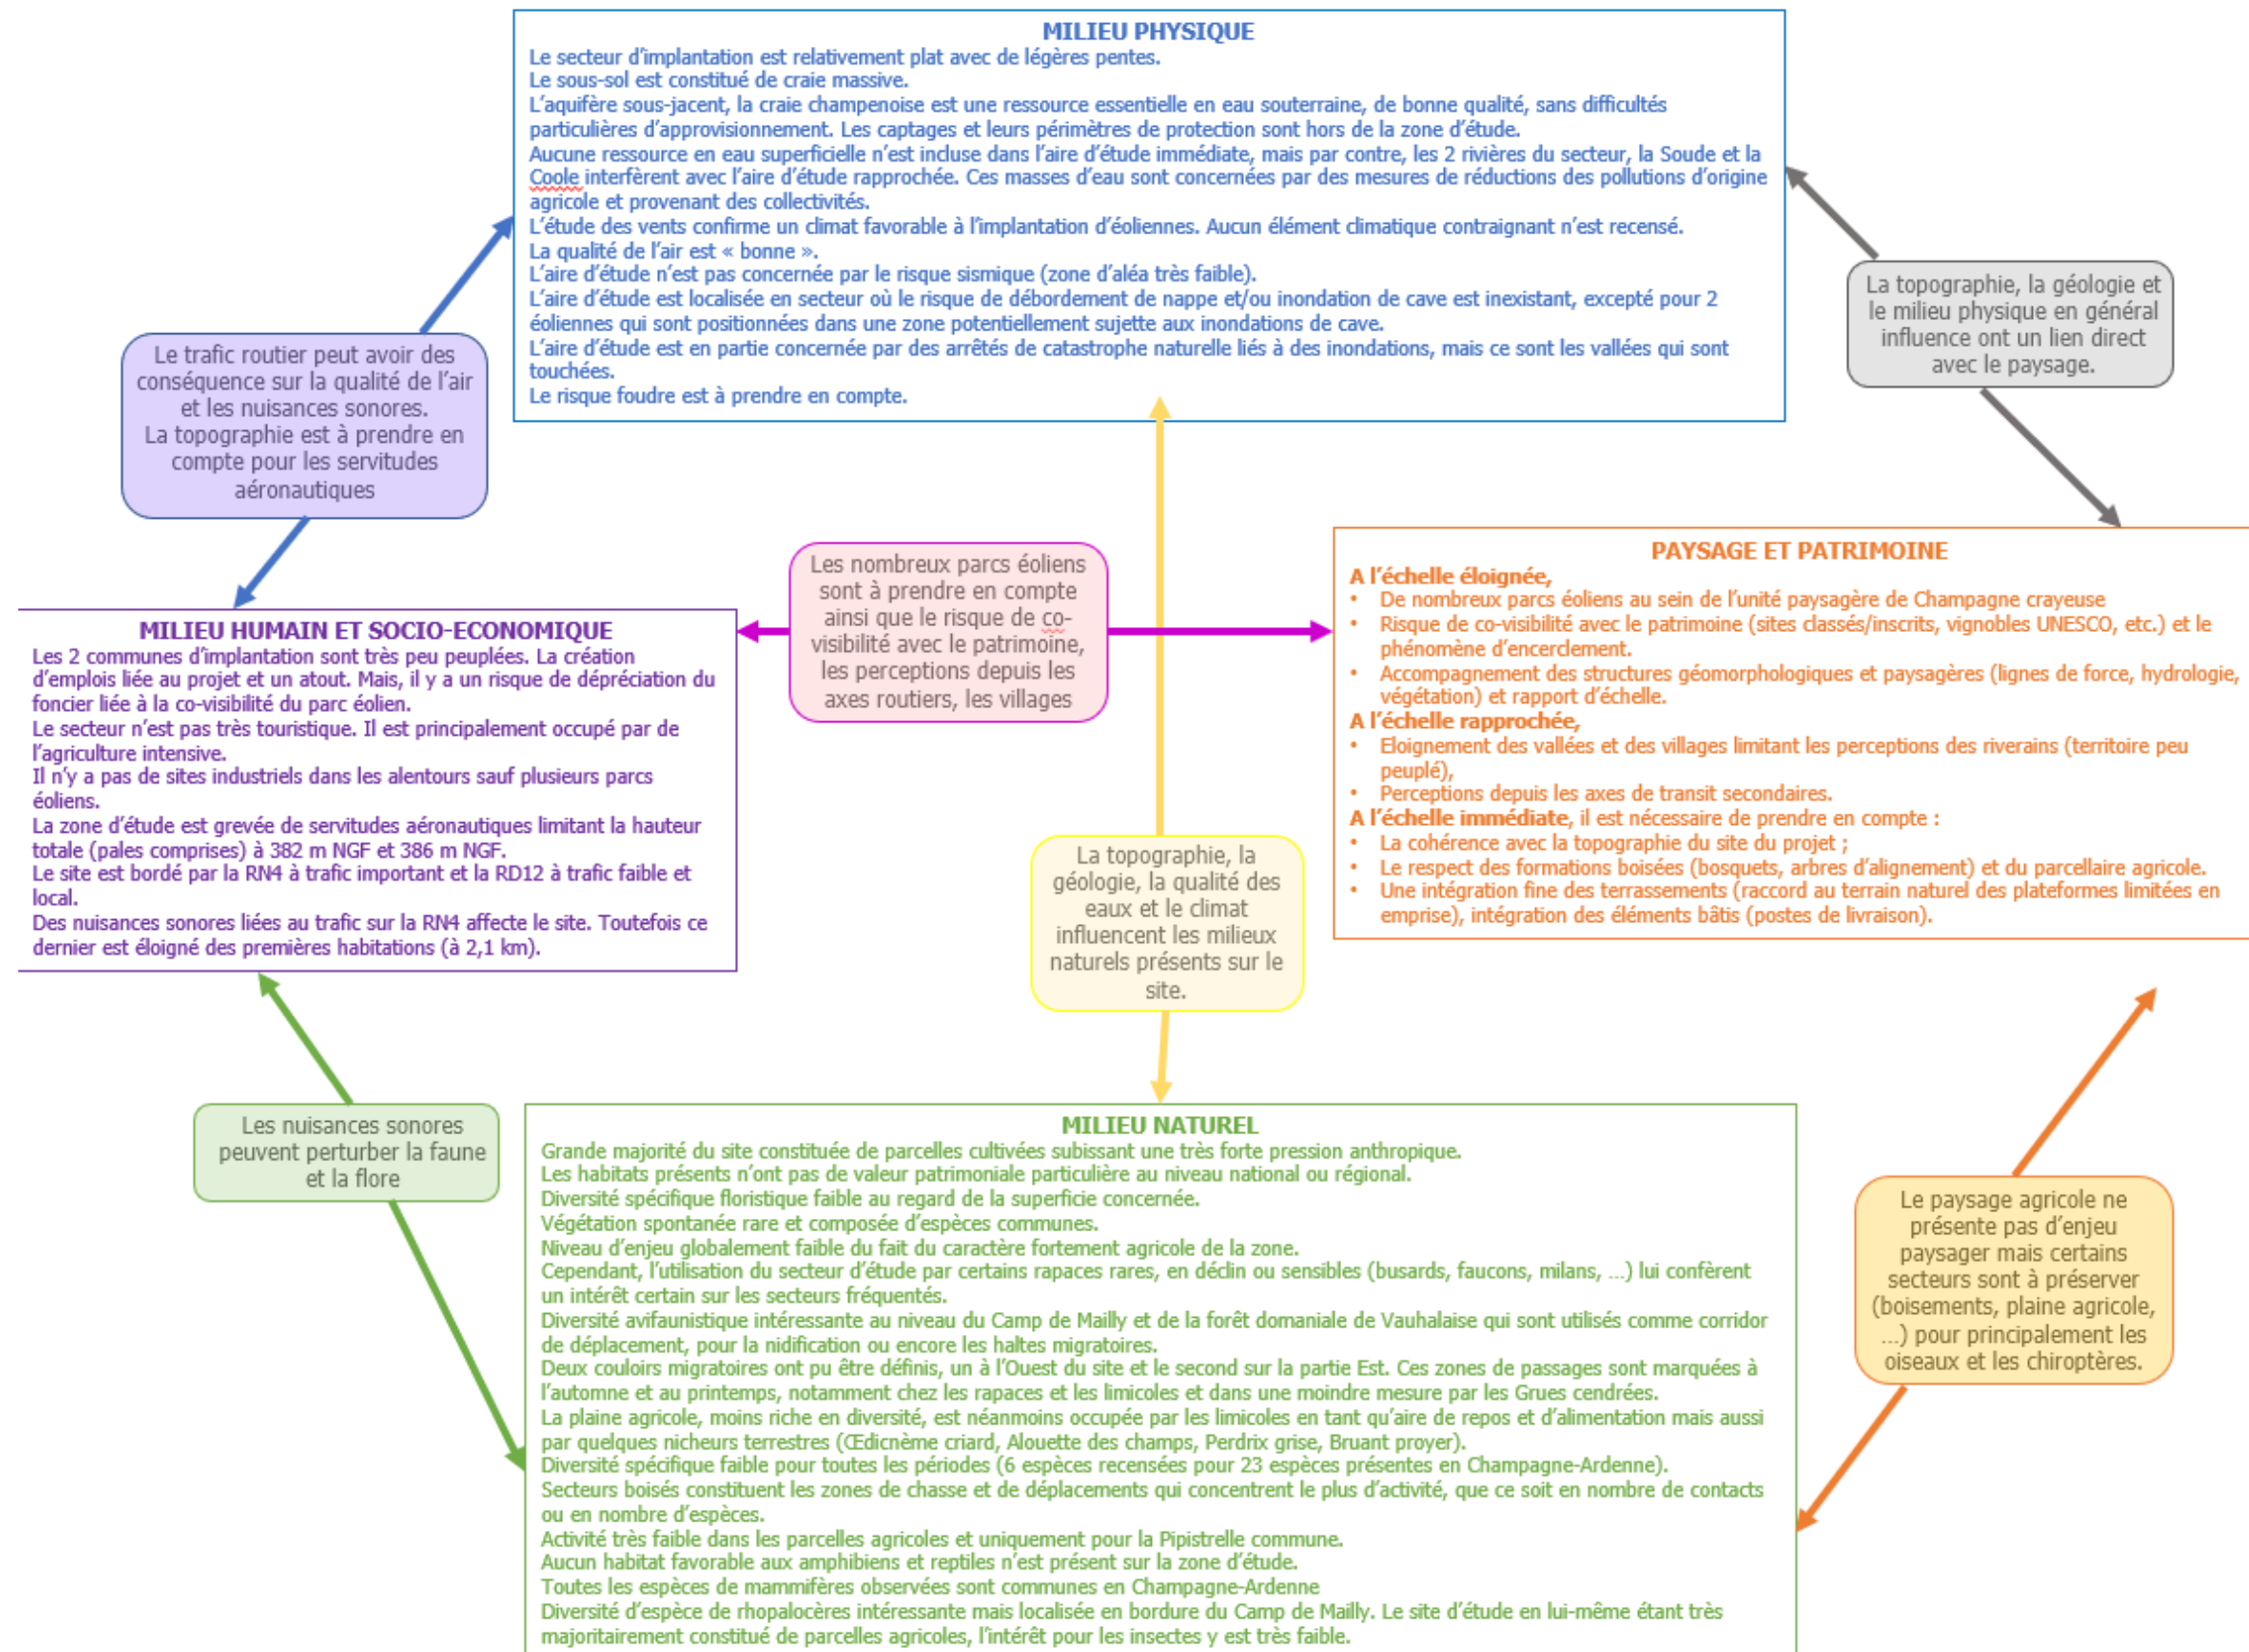 MILIEU PHYSIQUE
Le secteur d'implantation est relativement plat avec de légères pentes.
Le sous-sol est constitué de craie massive.
L'aquifère sous-jacent, la craie champenoise est une ressource essentielle en eau souterraine, de bonne qualité, sans difficultés
particulières d'approvisionnement. Les captages et leurs périmètres de protection sont hors de la zone d'étude.
Aucune ressource en eau superficielle n'est incluse dans l'aire d'étude immédiate, mais par contre, les 2 rivières du secteur, la Soude et la
Coole interfèrent avec l'aire d'étude rapprochée. Ces masses d'eau sont concernées par des mesures de réductions des pollutions d'origine
agricole et provenant des collectivités.
L'étude des vents confirme un climat favorable à l'implantation d'éoliennes. Aucun élément climatique contraignant n'est recensé.
La qualité de l'air est « bonne ».
L'aire d'étude n'est pas concernée par le risque sismique (zone d'aléa très faible).
L'aire d'étude est localisée en secteur où le risque de débordement de nappe et/ou inondation de cave est inexistant, excepté pour 2
éoliennes qui sont positionnées dans une zone potentiellement sujette aux inondations de cave.
L'aire d'étude est en partie concernée par des arrêtés de catastrophe naturelle liés à des inondations, mais ce sont les vallées qui sont
touchées.
Le risque foudre est à prendre en compte.
La topographie, la géologie et
le milieu physique en général
influence ont un lien direct
avec le paysage.
Le trafic routier peut avoir des
conséquence sur la qualité de l'air
et les nuisances sonores.
La topographie est à prendre en
compte pour les servitudes
aéronautiques
Les nombreux parcs éoliens
sont à prendre en compte
ainsi que le risque de co-
visibilité avec le patrimoine,
les perceptions depuis les
axes routiers, les villages
PAYSAGE ET PATRIMOINE
A l'échelle éloignée,
• De nombreux parcs éoliens au sein de l'unité paysagère de Champagne crayeuse
• Risque de co-visibilité avec le patrimoine (sites classés/inscrits, vignobles UNESCO, etc.) et le
phénomène d'encerclement.
• Accompagnement des structures géomorphologiques et paysagères (lignes de force, hydrologie,
végétation) et rapport d'échelle.
A l'échelle rapprochée,
• Eloignement des vallées et des villages limitant les perceptions des riverains (territoire peu
peuplé),
• Perceptions depuis les axes de transit secondaires.
A l'échelle immédiate, il est nécessaire de prendre en compte :
• La cohérence avec la topographie du site du projet ;
• Le respect des formations boisées (bosquets, arbres d'alignement) et du parcellaire agricole.
• Une intégration fine des terrassements (raccord au terrain naturel des plateformes limitées en
emprise), intégration des éléments bâtis (postes de livraison).
MILIEU HUMAIN ET SOCIO-ECONOMIQUE
Les 2 communes d'implantation sont très peu peuplées. La création
d'emplois liée au projet et un atout. Mais, il y a un risque de dépréciation du
foncier liée à la co-visibilité du parc éolien.
Le secteur n'est pas très touristique. Il est principalement occupé par de
l'agriculture intensive.
Il n'y a pas de sites industriels dans les alentours sauf plusieurs parcs
éoliens.
La zone d'étude est grevée de servitudes aéronautiques limitant la hauteur
totale (pales comprises) à 382 m NGF et 386 m NGF.
Le site est bordé par la RN4 à trafic important et la RD12 à trafic faible et
local.
Des nuisances sonores liées au trafic sur la RN4 affecte le site. Toutefois ce
dernier est éloigné des premières habitations (à 2,1 km).
La topographie, la
géologie, la qualité des
eaux et le climat
influencent les milieux
naturels présents sur le
site.
Les nuisances sonores
peuvent perturber la faune
et la flore
MILIEU NATUREL
Grande majorité du site constituée de parcelles cultivées subissant une très forte pression anthropique.
Les habitats présents n'ont pas de valeur patrimoniale particulière au niveau national ou régional.
Diversité spécifique floristique faible au regard de la superficie concernée.
Végétation spontanée rare et composée d'espèces communes.
Niveau d'enjeu globalement faible du fait du caractère fortement agricole de la zone.
Cependant, l'utilisation du secteur d'étude par certains rapaces rares, en déclin ou sensibles (busards, faucons, milans, ...) lui confèrent
un intérêt certain sur les secteurs fréquentés.
Diversité avifaunistique intéressante au niveau du Camp de Mailly et de la forêt domaniale de Vauhalaise qui sont utilisés comme corridor
de déplacement, pour la nidification ou encore les haltes migratoires.
Deux couloirs migratoires ont pu être définis, un à l'Ouest du site et le second sur la partie Est. Ces zones de passages sont marquées à
l'automne et au printemps, notamment chez les rapaces et les limicoles et dans une moindre mesure par les Grues cendrées.
La plaine agricole, moins riche en diversité, est néanmoins occupée par les limicoles en tant qu'aire de repos et d'alimentation mais aussi
par quelques nicheurs terrestres (Œdicnème criard, Alouette des champs, Perdrix grise, Bruant proyer).
Diversité spécifique faible pour toutes les périodes (6 espèces recensées pour 23 espèces présentes en Champagne-Ardenne).
Secteurs boisés constituent les zones de chasse et de déplacements qui concentrent le plus d'activité, que ce soit en nombre de contacts
ou en nombre d'espèces.
Activité très faible dans les parcelles agricoles et uniquement pour la Pipistrelle commune.
Aucun habitat favorable aux amphibiens et reptiles n'est présent sur la zone d'étude.
Toutes les espèces de mammifères observées sont communes en Champagne-Ardenne
Diversité d'espèce de rhopalocères intéressante mais localisée en bordure du Camp de Mailly. Le site d'étude en lui-même étant très
majoritairement constitué de parcelles agricoles, l'intérêt pour les insectes y est très faible.
Le paysage agricole ne
présente pas d'enjeu
paysager mais certains
secteurs sont à préserver
(boisements, plaine agricole,
...) pour principalement les
oiseaux et les chiroptères.